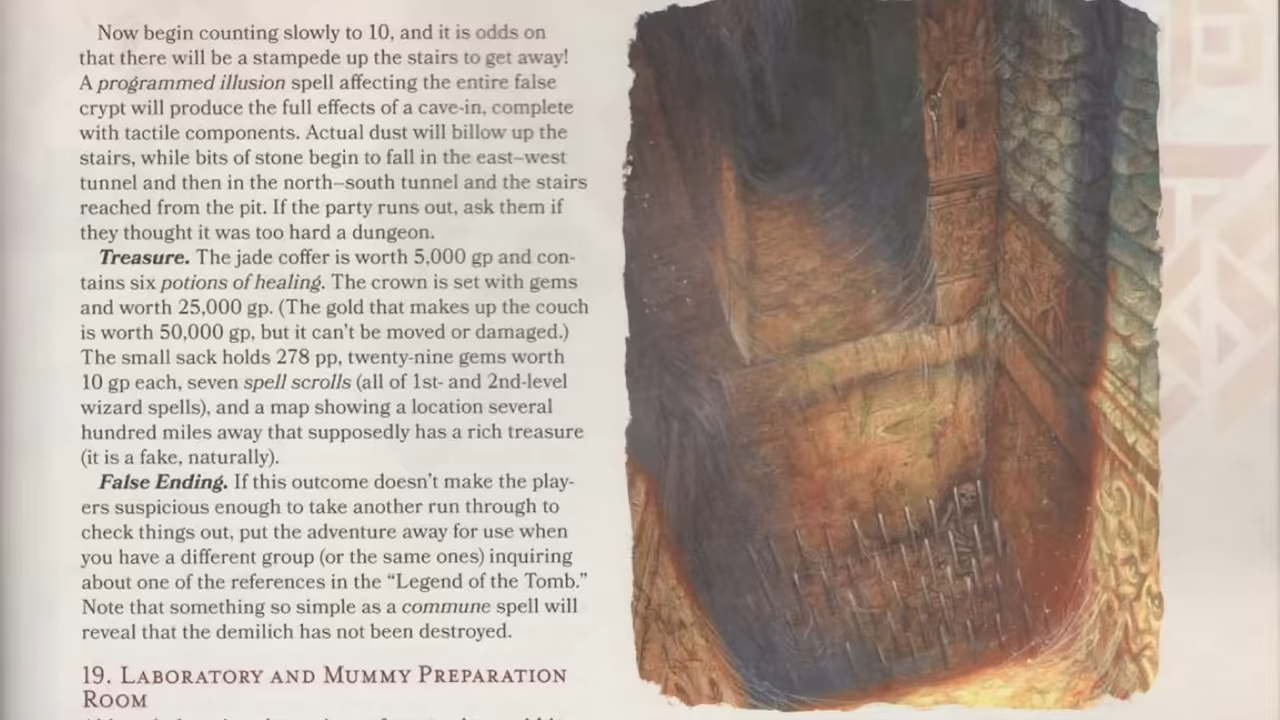 Now begin counting slowly to 10, and it is odds on
that there will be a stampede up the stairs to get away!
A programmed illusion spell affecting the entire false
crypt will produce the full effects of a cave-in, complete
with tactile components. Actual dust will billow up the
stairs, while bits of stone begin to fall in the east–west
tunnel and then in the north–south tunnel and the stairs
reached from the pit. If the party runs out, ask them if
they thought it was too hard a dungeon.
Treasure. The jade coffer is worth 5,000 gp and con-
tains six potions of healing. The crown is set with gems
and worth 25,000 gp. (The gold that makes up the couch
is worth 50,000 gp, but it can’t be moved or damaged.)
The small sack holds 278 pp, twenty-nine gems worth
10 gp each, seven spell scrolls (all of 1st- and 2nd-level
wizard spells), and a map showing a location several
hundred miles away that supposedly has a rich treasure
(it is a fake, naturally).
False Ending. If this outcome doesn’t make the play-
ers suspicious enough to take another run through to
check things out, put the adventure away for use when
you have a different group (or the same ones) inquiring
about one of the references in the “Legend of the Tomb.”
Note that something so simple as a commune spell will
reveal that the demilich has not been destroyed.
19. Laboratory and Mummy Preparation
Room